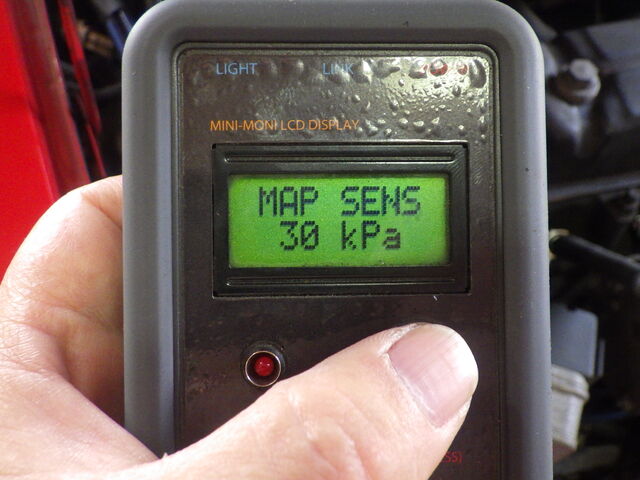 LIGHT LINK
MINI-MONI LCD DISPLAY
MAP SENS
30 kPa